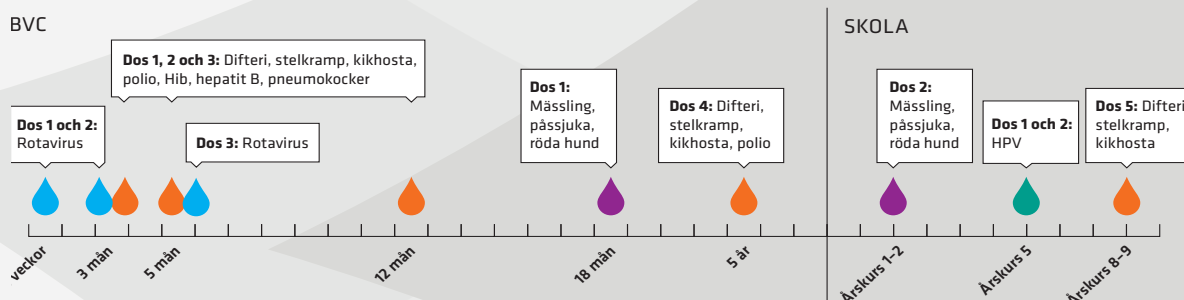 BVC
SKOLA
Dos 1, 2 och 3: Difteri, stelkramp, kikhosta,
polio, Hib, hepatit B, pneumokocker
Dos 1 och 2:
Rotavirus
Dos 3: Rotavirus
Dos 1:
Mässling,
påssjuka,
röda hund
Dos 4: Difteri,
stelkramp,
kikhosta, polio
Dos 2:
Mässling,
påssjuka,
röda hund
Dos 1 och 2:
HPV
Dos 5: Difteri
stelkramp,
kikhosta
veckor
3 mån
5 mån
12 mån
18 mån
5 år
Årskurs 1–2
Årskurs 5
Årskurs 8–9